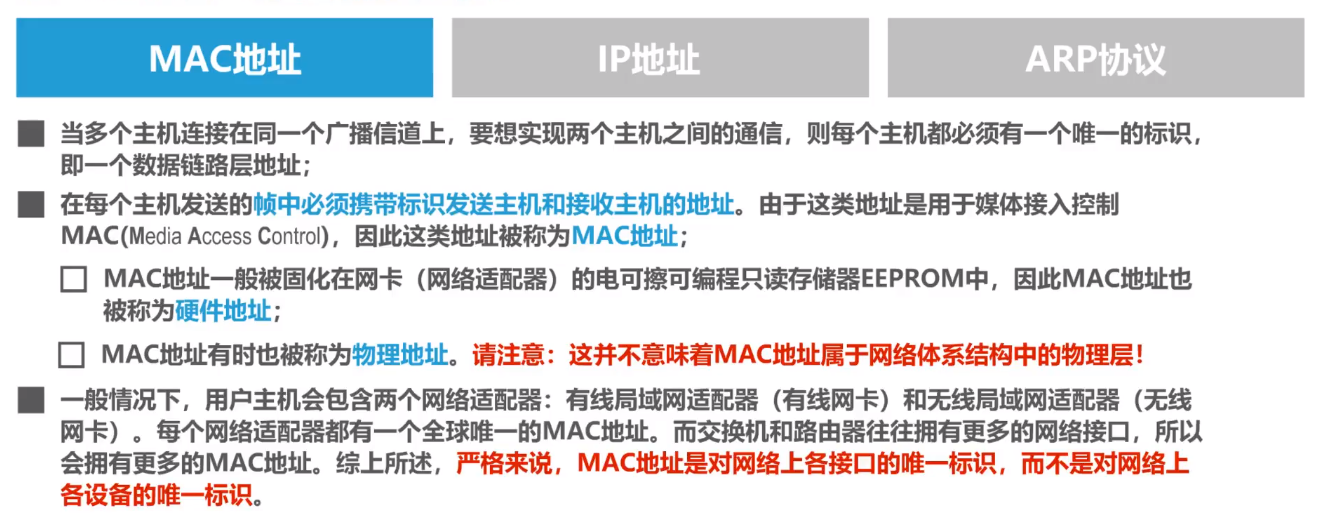 MAC地址
IP地址
ARP协议
当多个主机连接在同一个广播信道上，要想实现两个主机之间的通信，则每个主机都必须有一个唯一的标识，
即一个数据链路层地址；
在每个主机发送的帧中必须携带标识发送主机和接收主机的地址。由于这类地址是用于媒体接入控制
MAC(Media Access Control)，因此这类地址被称为MAC地址；
MAC地址一般被固化在网卡（网络适配器）的电可擦可编程只读存储器EEPROM中，因此MAC地址也
被称为硬件地址；
MAC地址有时也被称为物理地址。请注意：这并不意味着MAC地址属于网络体系结构中的物理层！
一般情况下，用户主机会包含两个网络适配器：有线局域网适配器（有线网卡）和无线局域网适配器（无线
网卡）。每个网络适配器都有一个全球唯一的MAC地址。而交换机和路由器往往拥有更多的网络接口，所以
会拥有更多的MAC地址。综上所述，严格来说，MAC地址是对网络上各接口的唯一标识，而不是对网络上
各设备的唯一标识。